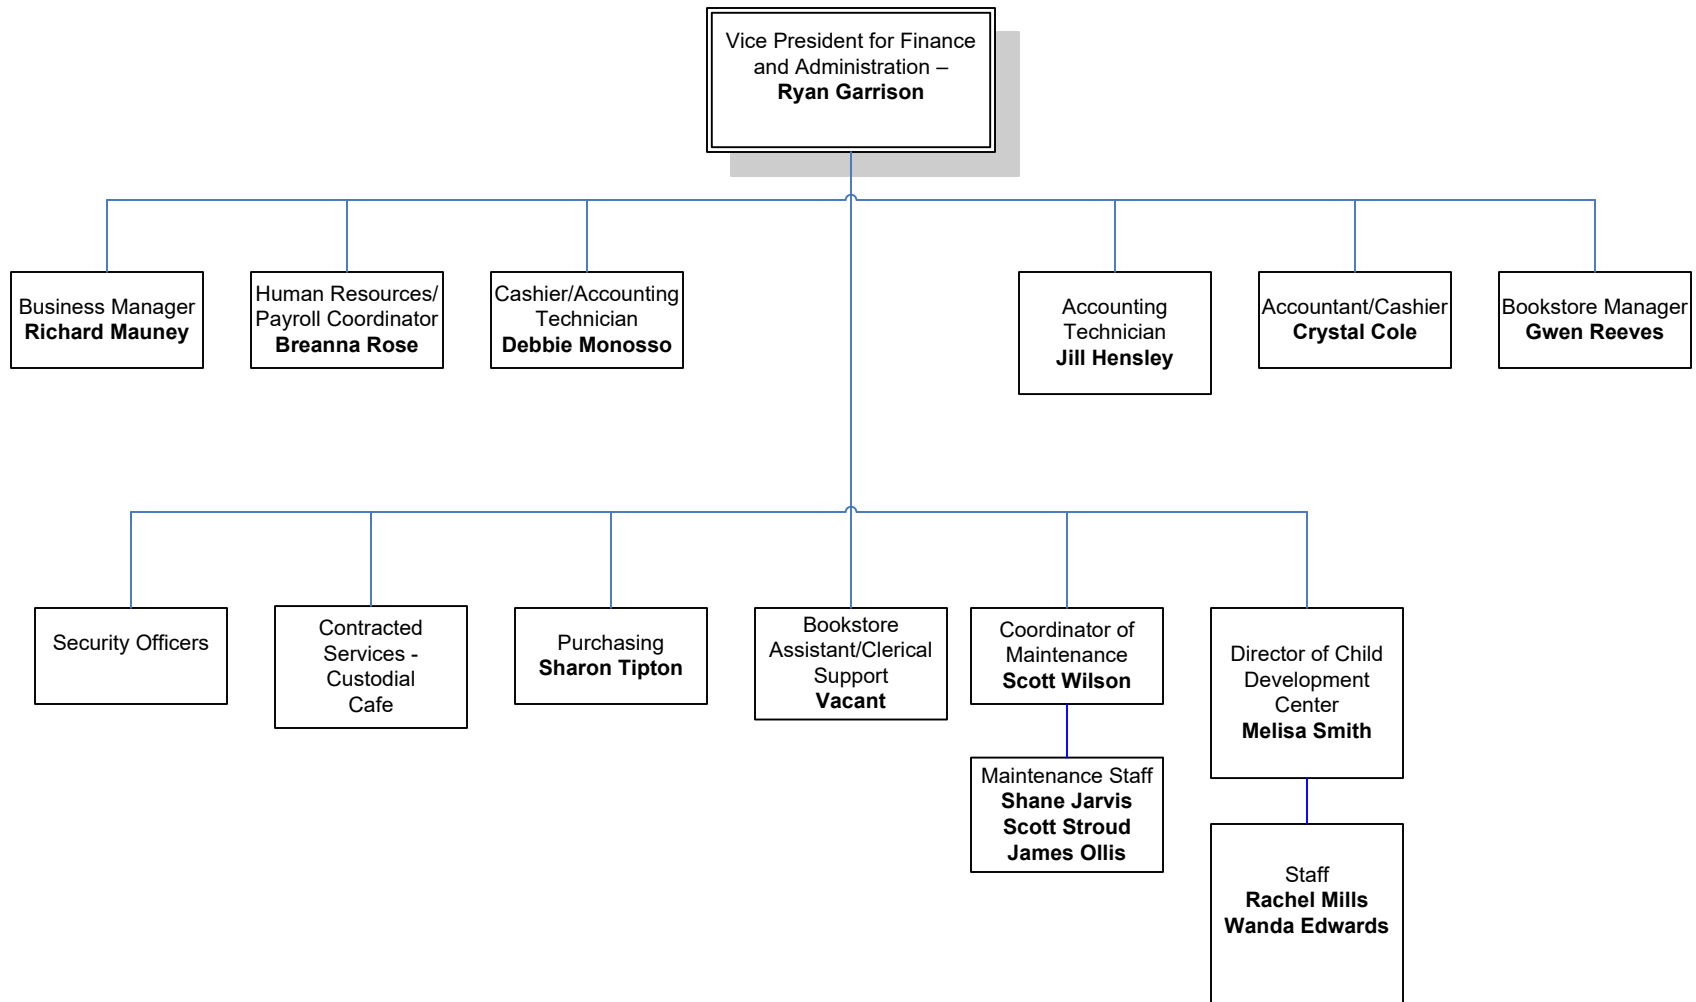 Vice President for Finance
and Administration –
Ryan Garrison
Business Manager
Richard Mauney
Human Resources/
Payroll Coordinator
Breanna Rose
Cashier/Accounting
Technician
Debbie Monosso
Accounting
Technician
Jill Hensley
Accountant/Cashier
Crystal Cole
Bookstore Manager
Gwen Reeves
Security Officers
Contracted
Services -
Custodial
Cafe
Purchasing
Sharon Tipton
Bookstore
Assistant/Clerical
Support
Vacant
Coordinator of
Maintenance
Scott Wilson
Director of Child
Development
Center
Melisa Smith
Maintenance Staff
Shane Jarvis
Scott Stroud
James Ollis
Staff
Rachel Mills
Wanda Edwards